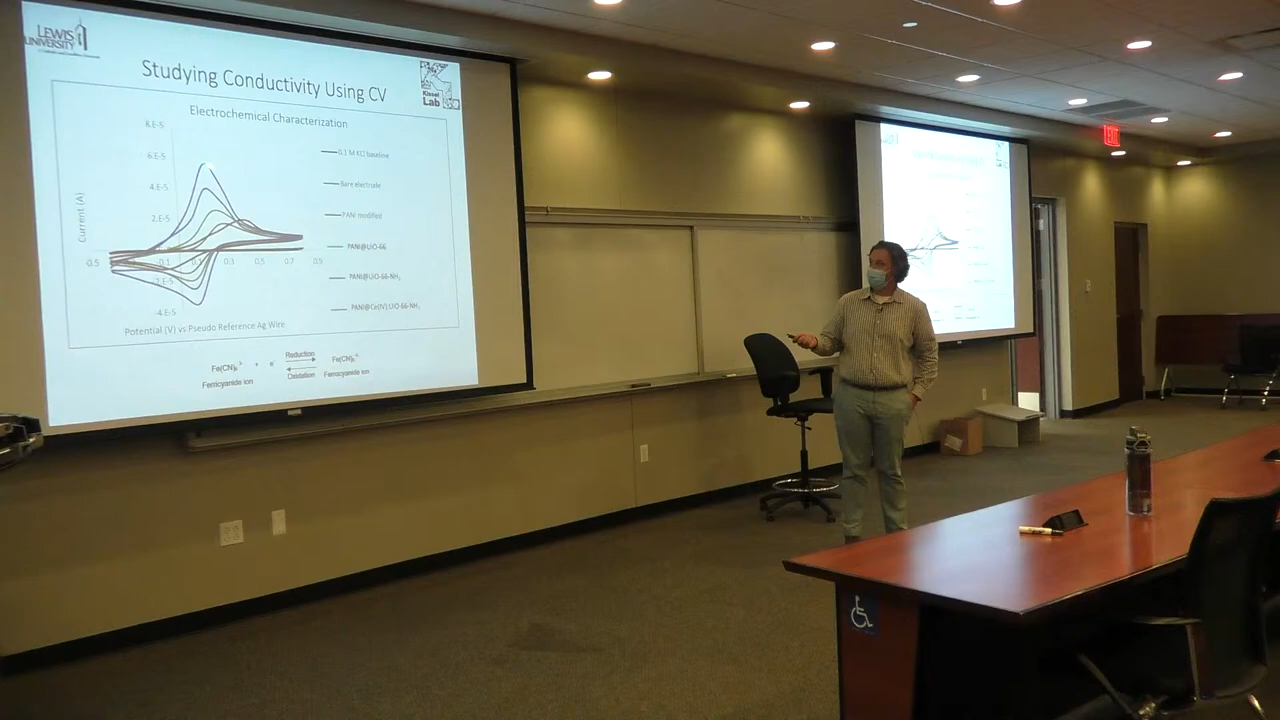 LEWIS
UNIVERSITY
Studying Conductivity Using CV
Kissel
Lab
Electrochemical Characterization
8.E-5
6.E-5
4.E-5
2.E-5
-0.5
-0.1
0.1
0.3
0.5
0.7
0.9
-4.E-5
Current (A)
Potential (V) vs Pseudo Reference Ag Wire
0.1 M KCl baseline
Bare electrode
PANI modified
PANI@UiO-66
PANI@UiO-66-NH₂
PANI@Ce(IV) UiO-66-NH₂
Fe(CN)₆³⁻ + e⁻ Reduction Fe(CN)₆⁴⁻
Ferricyanide ion Oxidation Ferrocyanide ion
EXIT